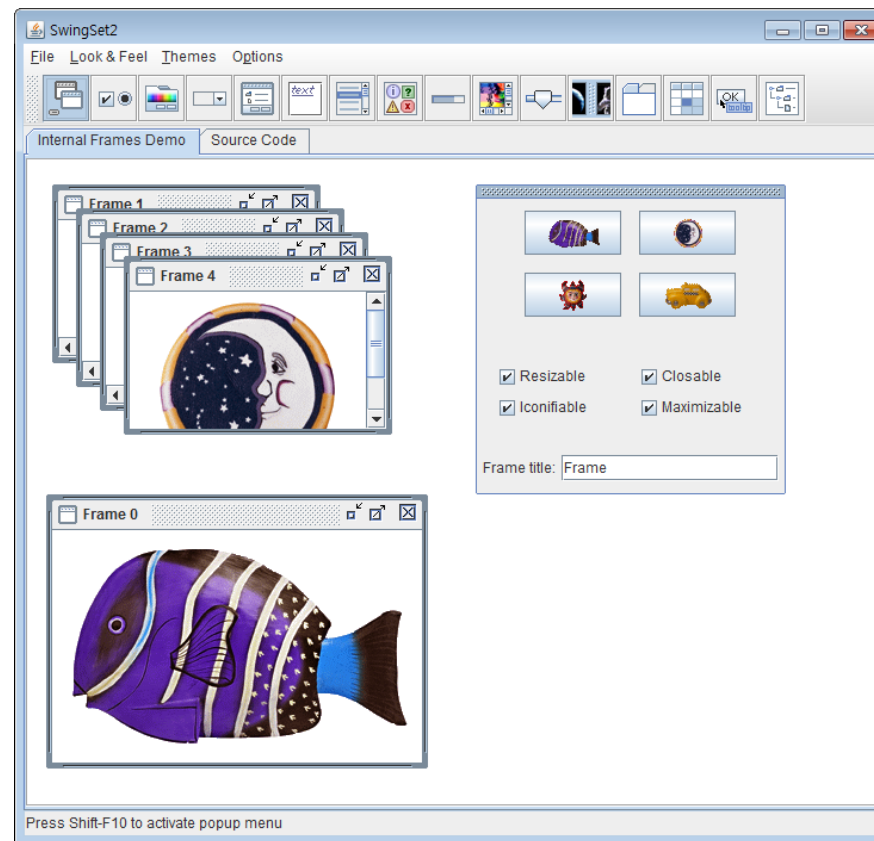 SwingSet2
File Look & Feel Themes Options
text
OK
tooltip
Internal Frames Demo Source Code
Frame 1
Frame 2
Frame 3
Frame 4
Resizable Closable
Iconifiable Maximizable
Frame title: Frame
Frame 0
Press Shift-F10 to activate popup menu